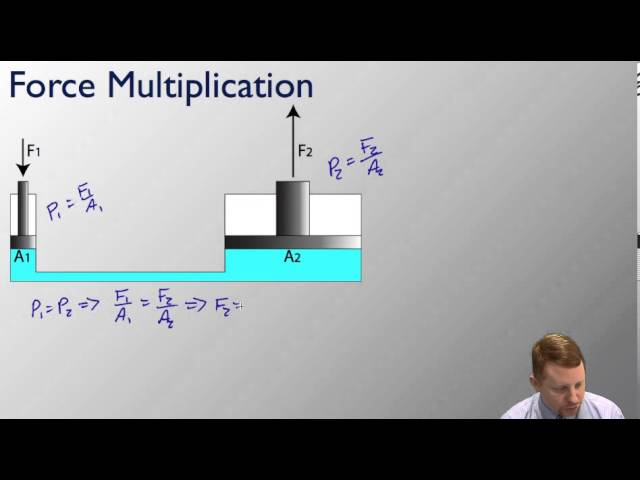 Force Multiplication
F1
F2
P₂ = F₂/A₂
P₁ = F₁/A₁
A1
A2
P₁ = P₂ => F₁/A₁ = F₂/A₂ => F₂ =